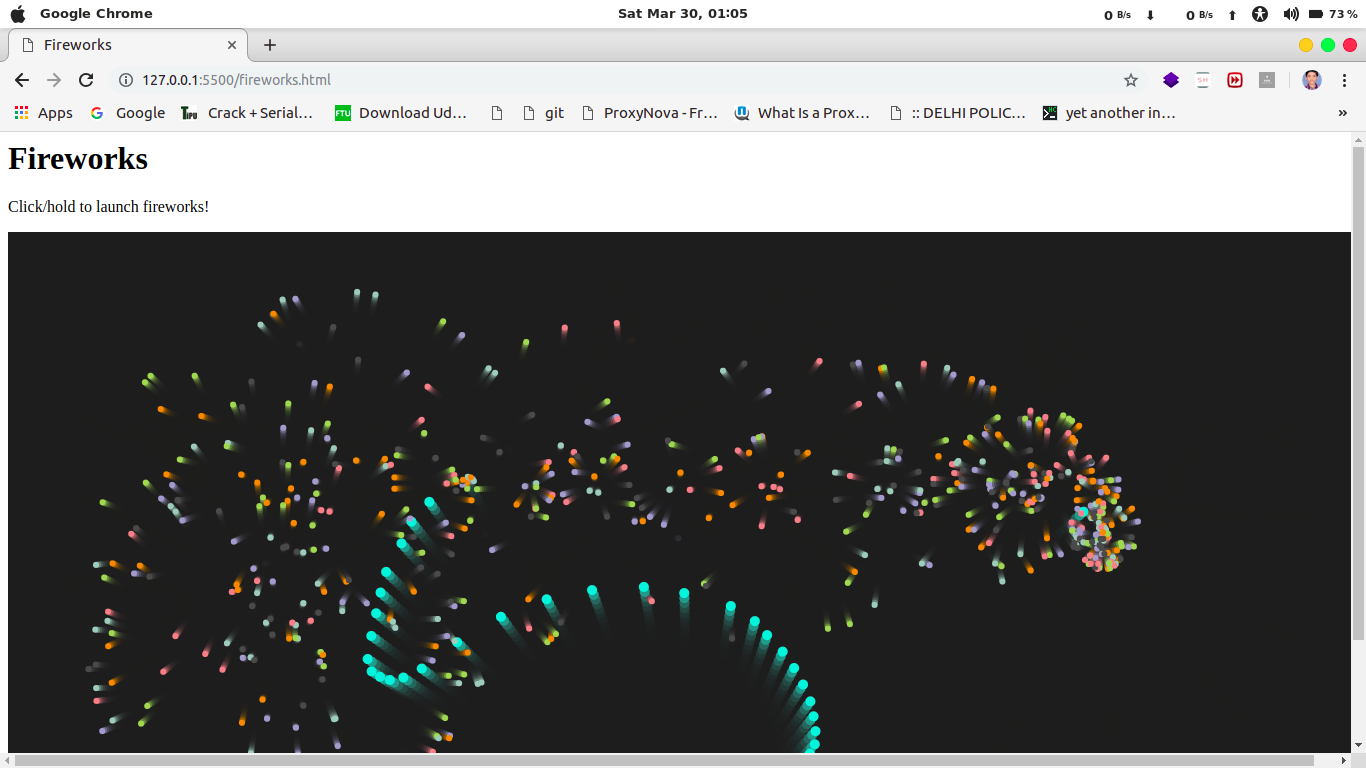 Google Chrome Sat Mar 30, 01:05 0 B/s 0 B/s 73 %
Fireworks
127.0.0.1:5500/fireworks.html
Apps Google Crack + Serial… Download Ud… git ProxyNova - Fr… What Is a Prox… :: DELHI POLIC… yet another in…
Fireworks
Click/hold to launch fireworks!